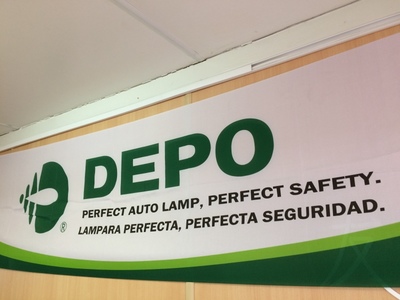 DEPO
PERFECT AUTO LAMP, PERFECT SAFETY.
®
LAMPARA PERFECTA, PERFECTA SEGURIDAD.